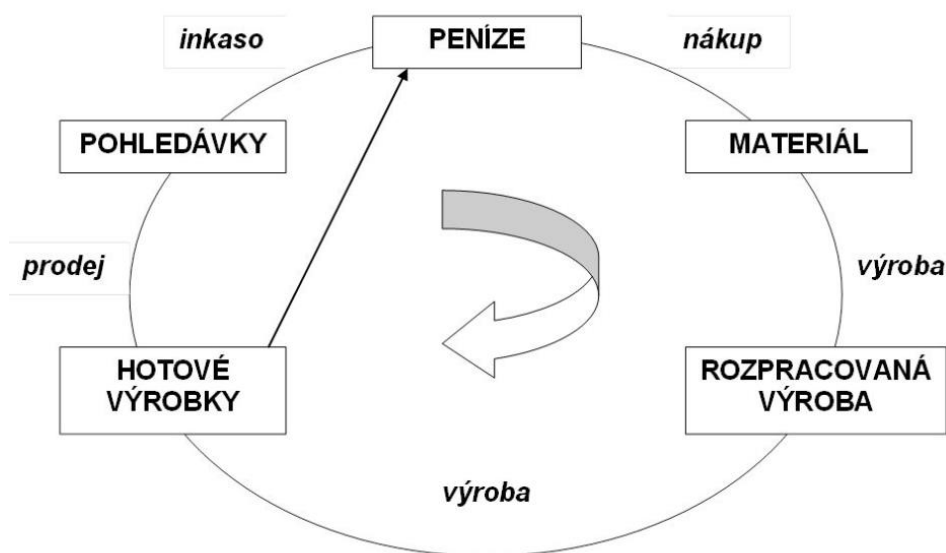 inkaso
PENÍZE
nákup
POHLEDÁVKY
MATERIÁL
prodej
výroba
HOTOVÉ
VÝROBKY
ROZPRACOVANÁ
VÝROBA
výroba